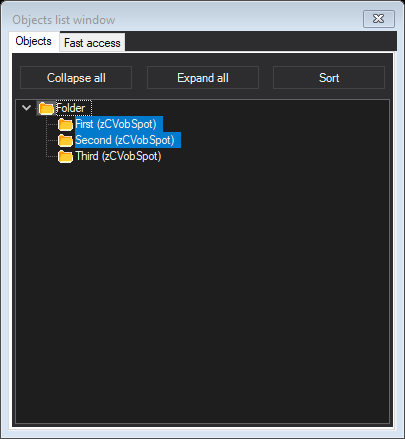 Objects list window
Objects Fast access
Collapse all Expand all Sort
Folder
First (zCVobSpot)
Second (zCVobSpot)
Third (zCVobSpot)